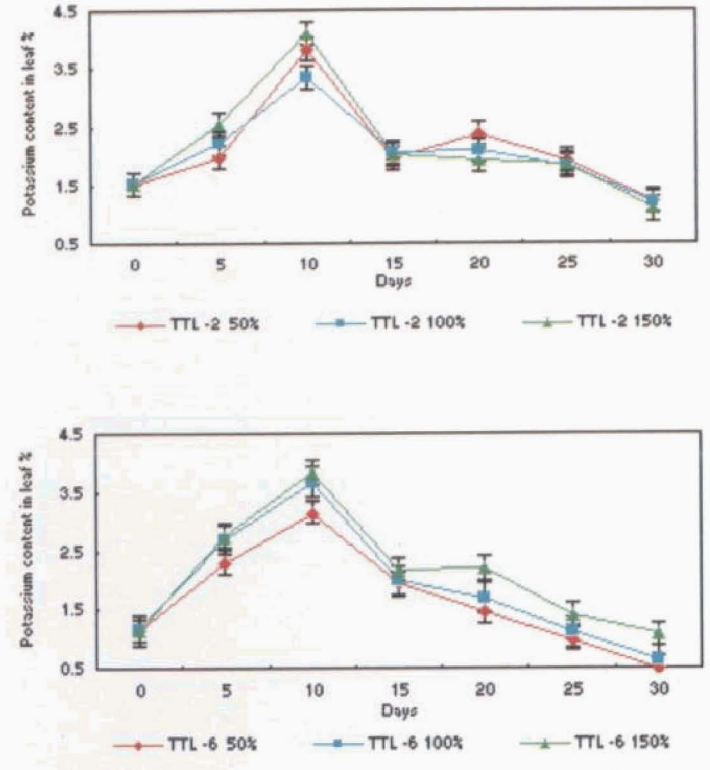 Potassium content in leaf %
4.5
3.5
2.5
1.5
0.5
0 5 10 15 20 25 30
Days
TTL -2 50% TTL -2 100% TTL -2 150%
Potassium content in leaf %
4.5
3.5
2.5
1.5
0.5
0 5 10 15 20 25 30
Days
TTL -6 50% TTL -6 100% TTL -6 150%